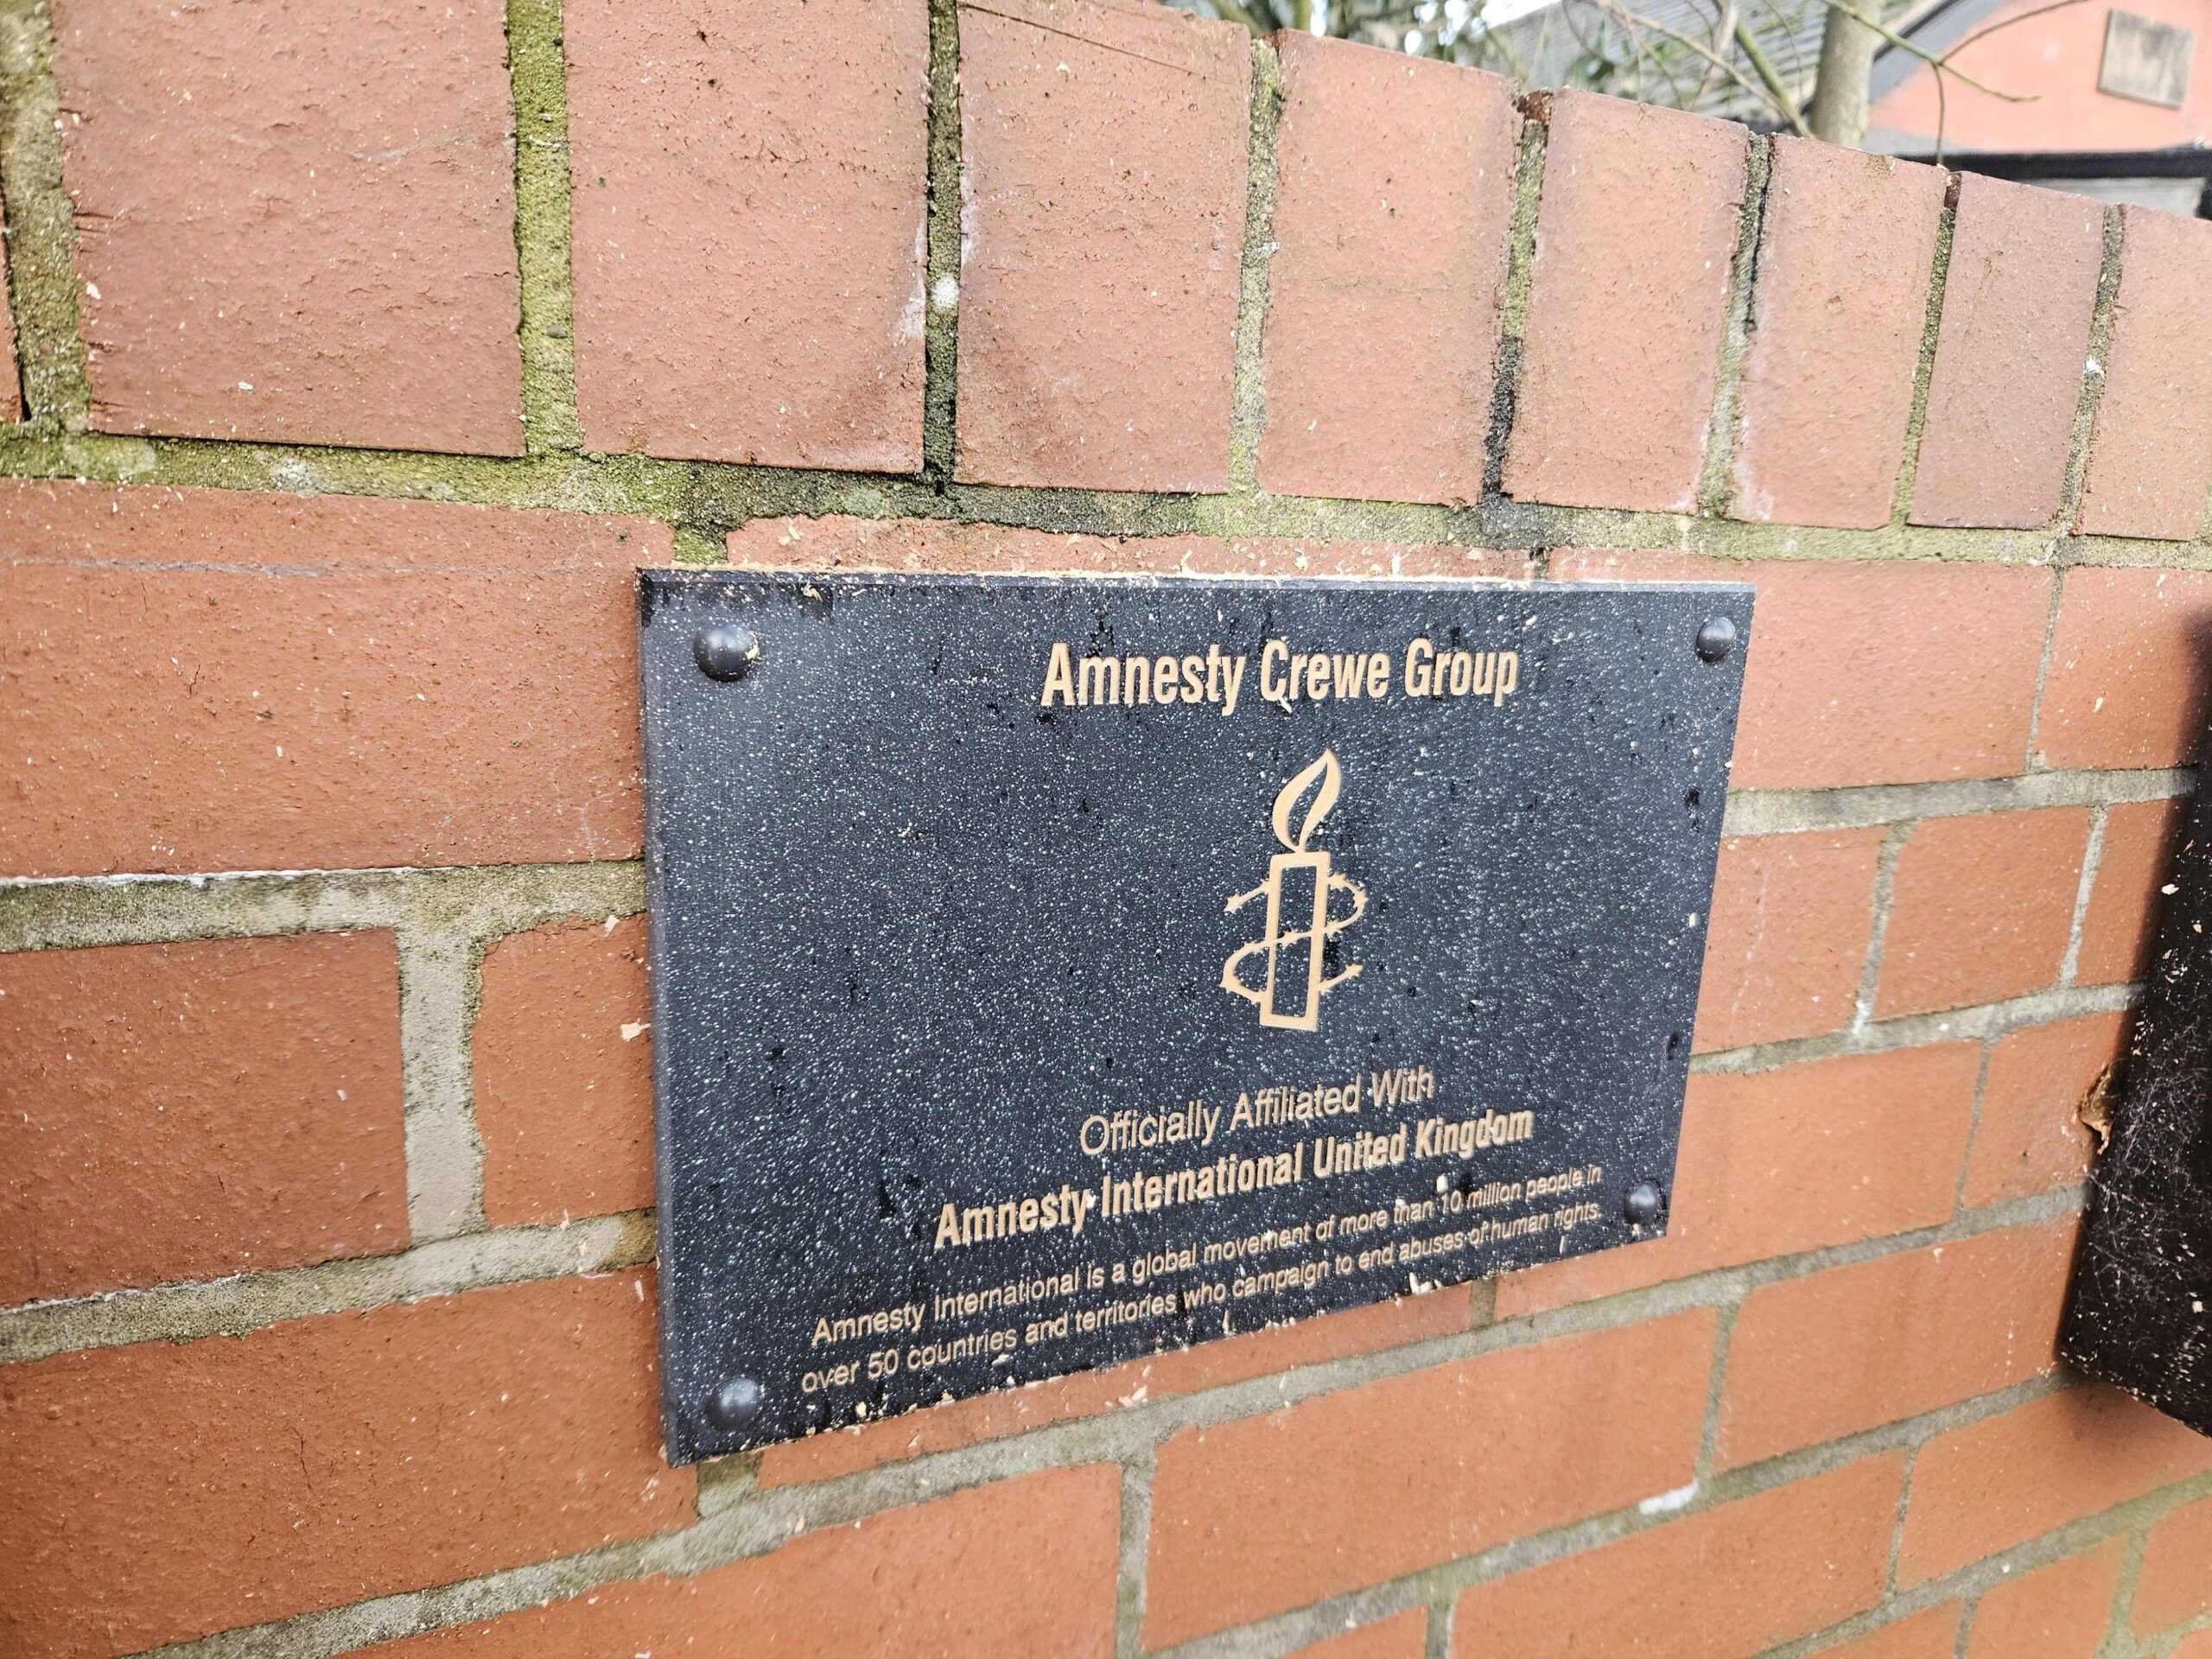 Amnesty Crewe Group
Officially Affiliated With
Amnesty International United Kingdom
Amnesty International is a global movement of more than 10 million people in
over 50 countries and territories who campaign to end abuses of human rights.